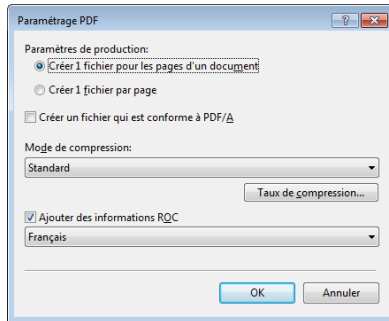 Paramétrage PDF
Paramètres de production:
Créer 1 fichier pour les pages d'un document
Créer 1 fichier par page
Créer un fichier qui est conforme à PDF/A
Mode de compression:
Standard
Taux de compression...
Ajouter des informations ROC
Français
OK
Annuler